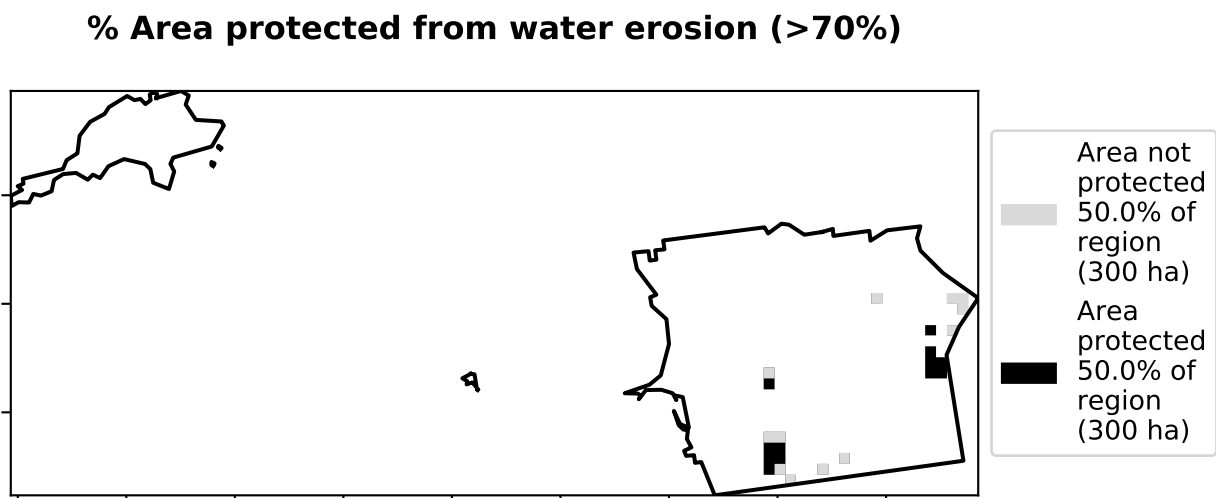 % Area protected from water erosion (>70%)
Area not
protected
50.0% of
region
(300 ha)
Area
protected
50.0% of
region
(300 ha)